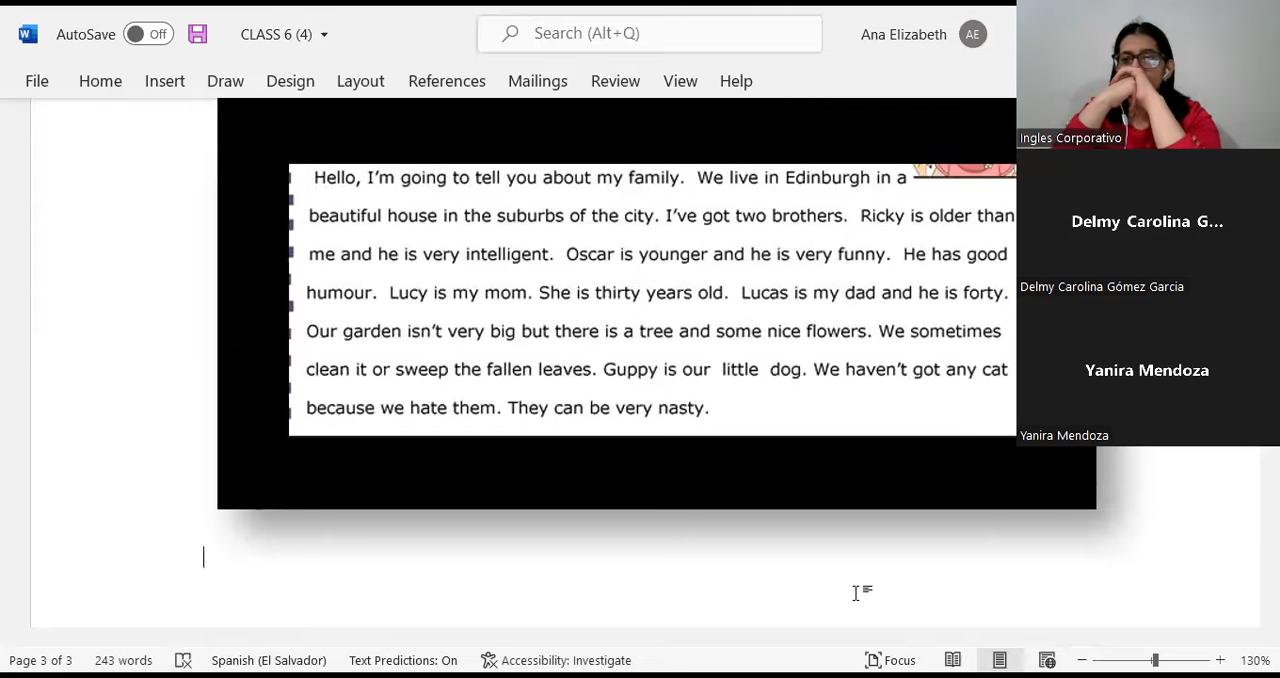 AutoSave Off CLASS 6 (4) Search (Alt+Q) Ana Elizabeth AE
File Home Insert Draw Design Layout References Mailings Review View Help
Hello, I’m going to tell you about my family. We live in Edinburgh in a
beautiful house in the suburbs of the city. I’ve got two brothers. Ricky is older than
me and he is very intelligent. Oscar is younger and he is very funny. He has good
humour. Lucy is my mom. She is thirty years old. Lucas is my dad and he is forty.
Our garden isn’t very big but there is a tree and some nice flowers. We sometimes
clean it or sweep the fallen leaves. Guppy is our little dog. We haven’t got any cat
because we hate them. They can be very nasty.
Ingles Corporativo
Delmy Carolina G...
Delmy Carolina Gómez Garcia
Yanira Mendoza
Yanira Mendoza
Page 3 of 3 243 words Spanish (El Salvador) Text Predictions: On Accessibility: Investigate Focus 130%